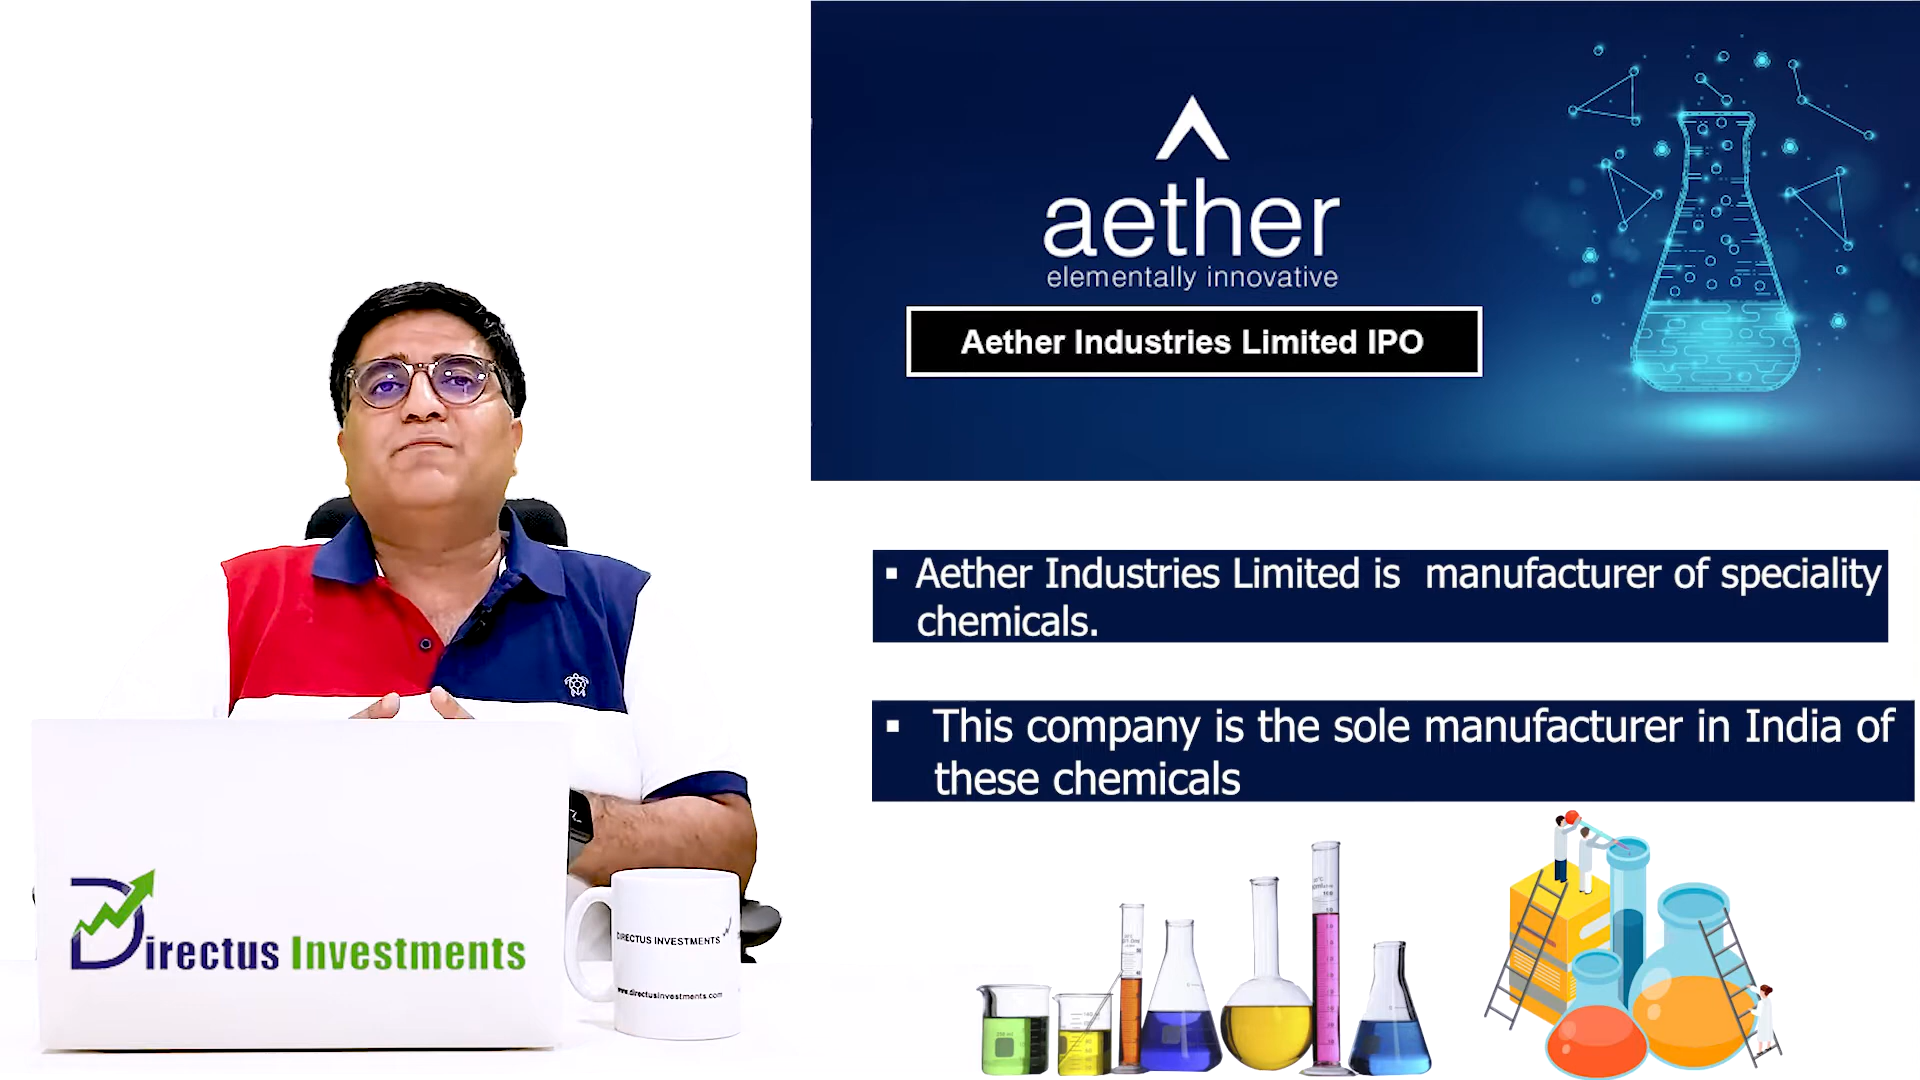 aether
elementally innovative
Aether Industries Limited IPO
▪ Aether Industries Limited is manufacturer of speciality
chemicals.
▪ This company is the sole manufacturer in India of
these chemicals
Directus Investments
DIRECTUS INVESTMENTS
www.directusinvestments.com